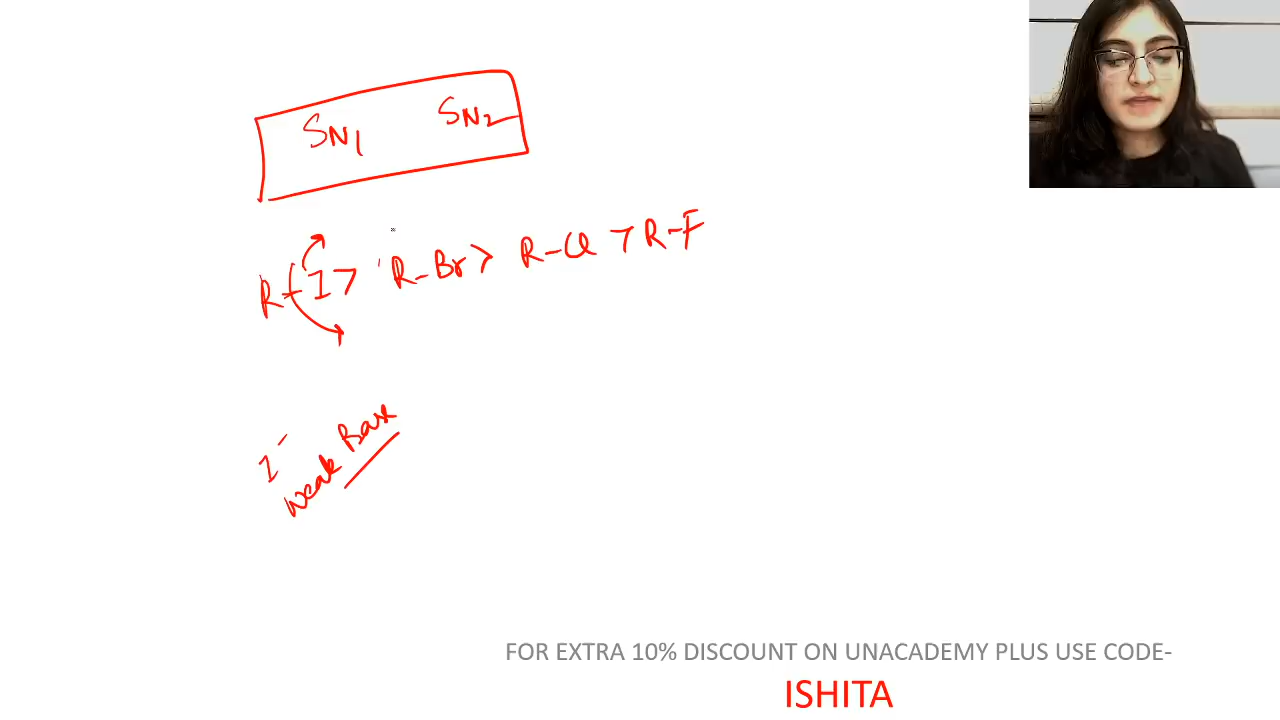 SN1 SN2
R-I > R-Br > R-Cl > R-F
I⁻
weak Base
FOR EXTRA 10% DISCOUNT ON UNACADEMY PLUS USE CODE-
ISHITA